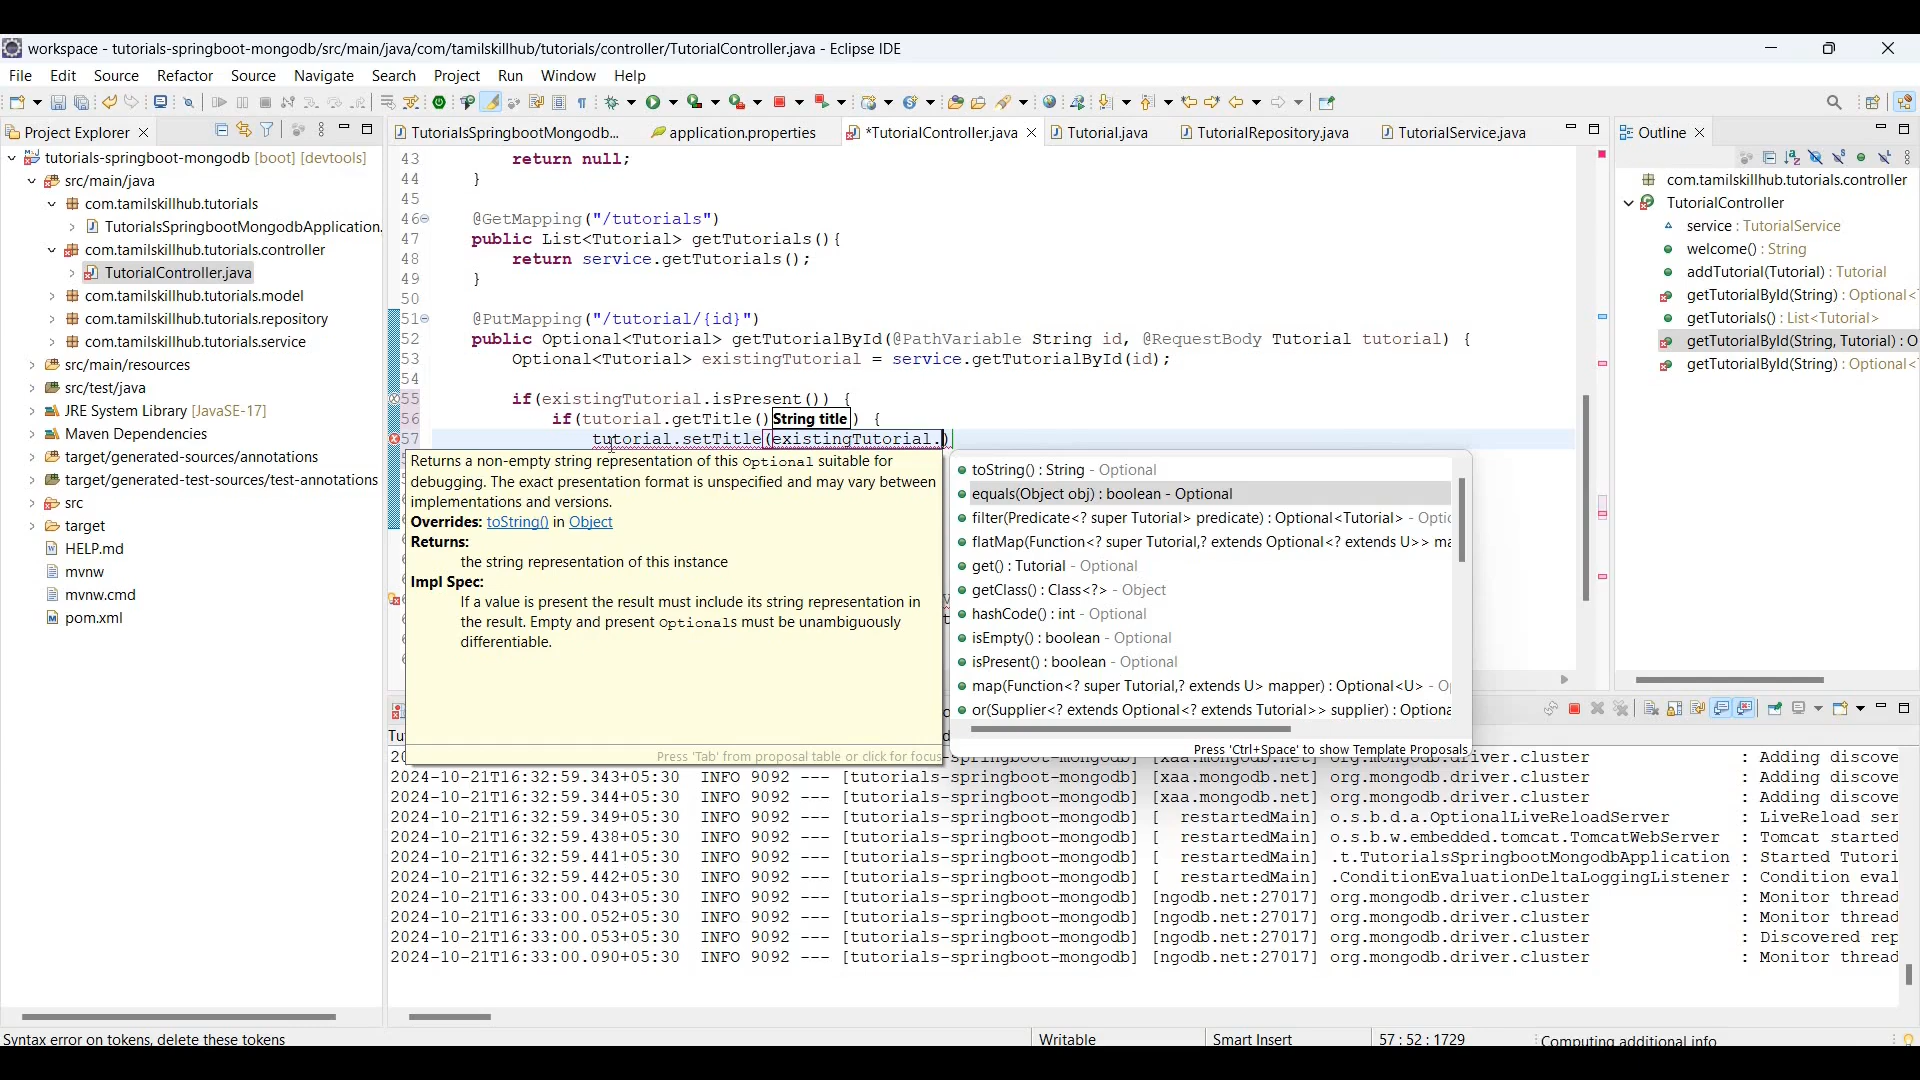 workspace - tutorials-springboot-mongodb/src/main/java/com/tamilskillhub/tutorials/controller/TutorialController.java - Eclipse IDE
File Edit Source Refactor Source Navigate Search Project Run Window Help
Project Explorer
tutorials-springboot-mongodb [boot] [devtools]
src/main/java
com.tamilskillhub.tutorials
TutorialsSpringbootMongodbApplication.
com.tamilskillhub.tutorials.controller
TutorialController.java
com.tamilskillhub.tutorials.model
com.tamilskillhub.tutorials.repository
com.tamilskillhub.tutorials.service
src/main/resources
src/test/java
JRE System Library [JavaSE-17]
Maven Dependencies
target/generated-sources/annotations
target/generated-test-sources/test-annotations
src
target
HELP.md
mvnw
mvnw.cmd
pom.xml
TutorialsSpringbootMongodb... application.properties *TutorialController.java Tutorial.java TutorialRepository.java TutorialService.java
43 return null;
44 }
45
46 @GetMapping("/tutorials")
47 public List<Tutorial> getTutorials(){
48 return service.getTutorials();
49 }
50
51 @PutMapping("/tutorial/{id}")
52 public Optional<Tutorial> getTutorialById(@PathVariable String id, @RequestBody Tutorial tutorial) {
53 Optional<Tutorial> existingTutorial = service.getTutorialById(id);
54
55 if(existingTutorial.isPresent()) {
56 if(tutorial.getTitle() String title ) {
57 tutorial.setTitle(existingTutorial.)
Returns a non-empty string representation of this Optional suitable for
debugging. The exact presentation format is unspecified and may vary between
implementations and versions.
Overrides: toString() in Object
Returns:
the string representation of this instance
Impl Spec:
If a value is present the result must include its string representation in
the result. Empty and present Optionals must be unambiguously
differentiable.
Press 'Tab' from proposal table or click for focus
toString() : String - Optional
equals(Object obj) : boolean - Optional
filter(Predicate<? super Tutorial> predicate) : Optional<Tutorial> - Optic
flatMap(Function<? super Tutorial,? extends Optional<? extends U>> ma
get() : Tutorial - Optional
getClass() : Class<?> - Object
hashCode() : int - Optional
isEmpty() : boolean - Optional
isPresent() : boolean - Optional
map(Function<? super Tutorial,? extends U> mapper) : Optional<U> - O
or(Supplier<? extends Optional<? extends Tutorial>> supplier) : Optiona
Press 'Ctrl+Space' to show Template Proposals
Outline
com.tamilskillhub.tutorials.controller
TutorialController
service : TutorialService
welcome() : String
addTutorial(Tutorial) : Tutorial
getTutorialById(String) : Optional<
getTutorials() : List<Tutorial>
getTutorialById(String, Tutorial) : O
getTutorialById(String) : Optional<
[xaa.mongodb.net] org.mongodb.driver.cluster : Adding discove
2024-10-21T16:32:59.343+05:30 INFO 9092 --- [tutorials-springboot-mongodb] [xaa.mongodb.net] org.mongodb.driver.cluster : Adding discove
2024-10-21T16:32:59.344+05:30 INFO 9092 --- [tutorials-springboot-mongodb] [xaa.mongodb.net] org.mongodb.driver.cluster : Adding discove
2024-10-21T16:32:59.349+05:30 INFO 9092 --- [tutorials-springboot-mongodb] [ restartedMain] o.s.b.d.a.OptionalLiveReloadServer : LiveReload ser
2024-10-21T16:32:59.438+05:30 INFO 9092 --- [tutorials-springboot-mongodb] [ restartedMain] o.s.b.w.embedded.tomcat.TomcatWebServer : Tomcat started
2024-10-21T16:32:59.441+05:30 INFO 9092 --- [tutorials-springboot-mongodb] [ restartedMain] .t.TutorialsSpringbootMongodbApplication : Started Tutori
2024-10-21T16:32:59.442+05:30 INFO 9092 --- [tutorials-springboot-mongodb] [ restartedMain] .ConditionEvaluationDeltaLoggingListener : Condition eval
2024-10-21T16:33:00.043+05:30 INFO 9092 --- [tutorials-springboot-mongodb] [ngodb.net:27017] org.mongodb.driver.cluster : Monitor thread
2024-10-21T16:33:00.052+05:30 INFO 9092 --- [tutorials-springboot-mongodb] [ngodb.net:27017] org.mongodb.driver.cluster : Monitor thread
2024-10-21T16:33:00.053+05:30 INFO 9092 --- [tutorials-springboot-mongodb] [ngodb.net:27017] org.mongodb.driver.cluster : Discovered rep
2024-10-21T16:33:00.090+05:30 INFO 9092 --- [tutorials-springboot-mongodb] [ngodb.net:27017] org.mongodb.driver.cluster : Monitor thread
Syntax error on tokens, delete these tokens Writable Smart Insert 57 : 52 : 1729 Computing additional info